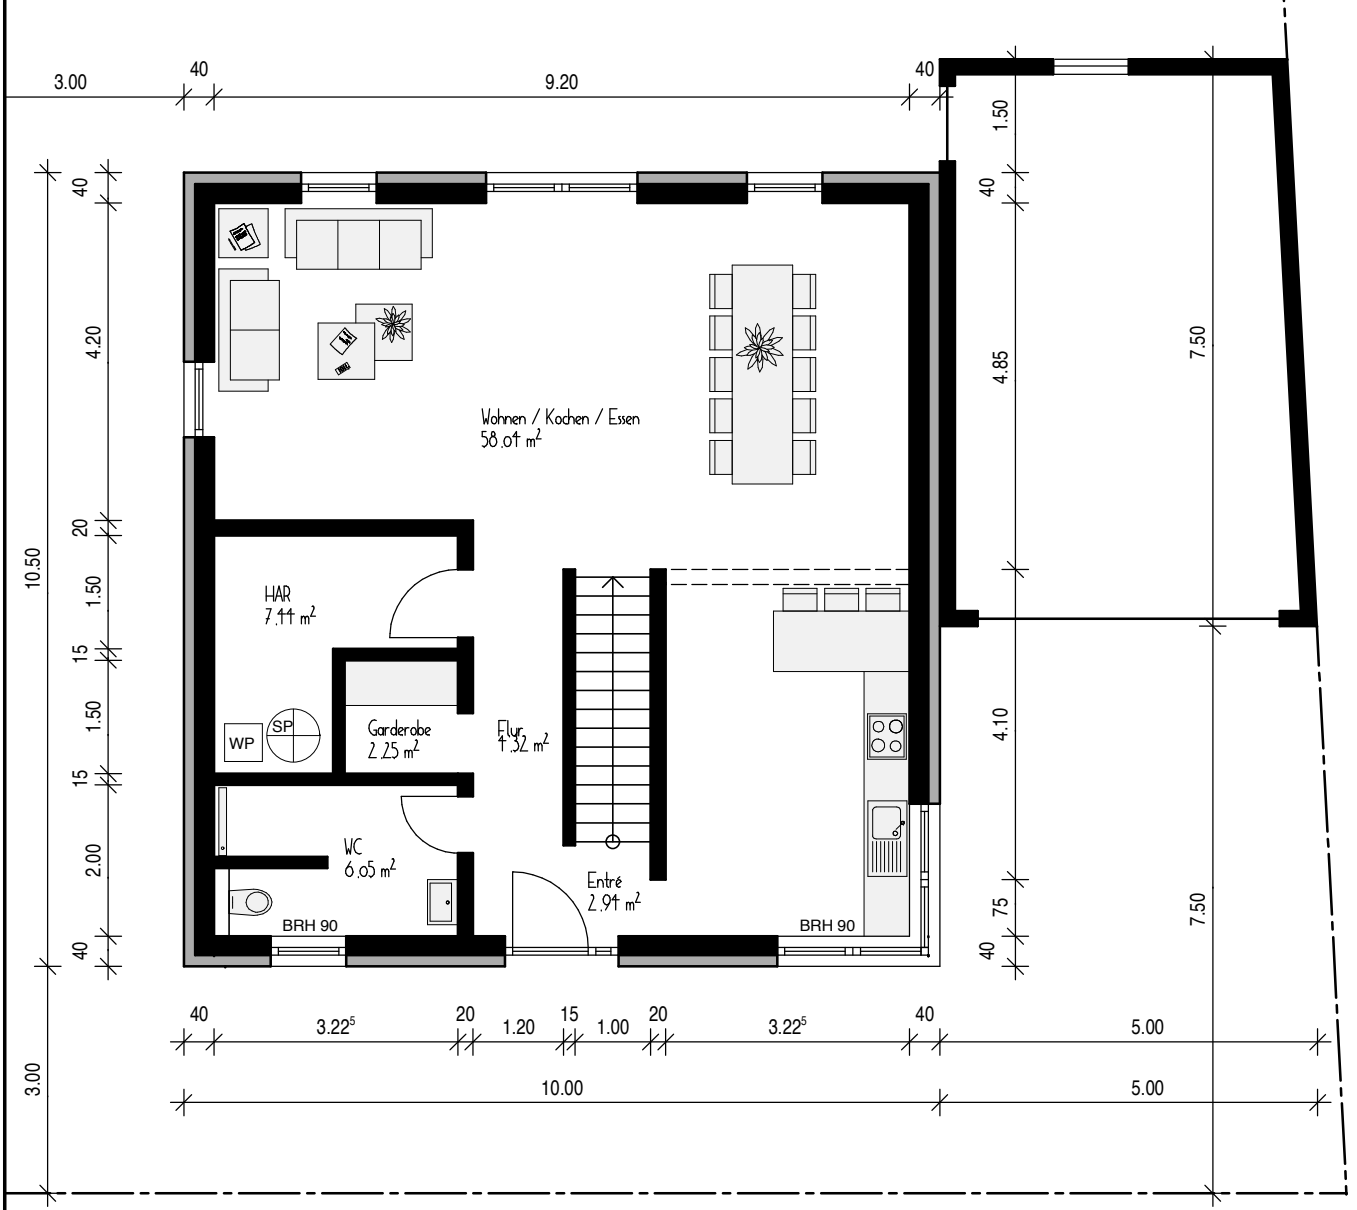 3.00
40
9.20
40
1.50
40
40
4.20
4.85
7.50
Wohnen / Kochen / Essen
58.04 m²
20
10.50
1.50
HAR
7.44 m²
15
1.50
Garderobe
2.25 m²
Flur
4.32 m²
SP
WP
4.10
15
2.00
WC
6.05 m²
Entré
2.94 m²
75
7.50
BRH 90
BRH 90
40
40
40
3.22⁵
20
1.20
15
1.00
20
3.22⁵
40
5.00
3.00
10.00
5.00